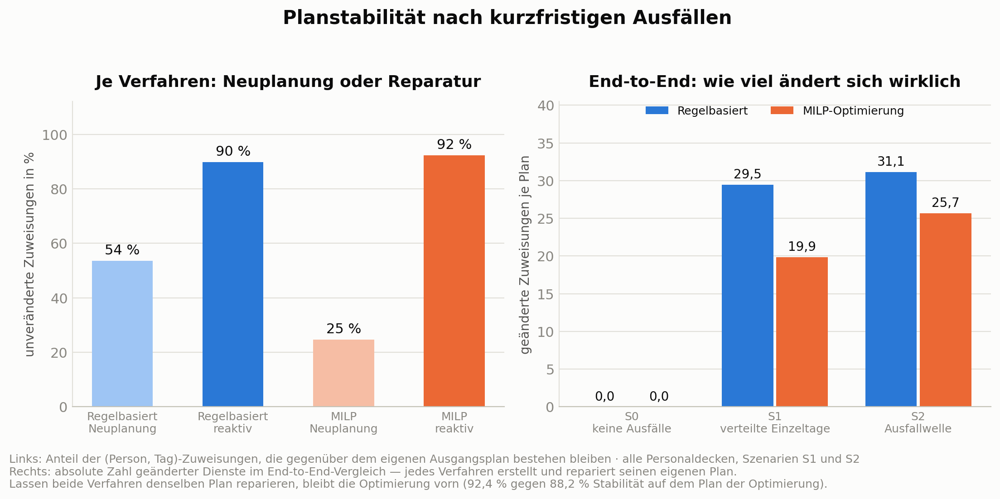 Planstabilität nach kurzfristigen Ausfällen
Je Verfahren: Neuplanung oder Reparatur
unveränderte Zuweisungen in %
100
80
60
40
20
0
54 %
90 %
25 %
92 %
Regelbasiert
Neuplanung
Regelbasiert
reaktiv
MILP
Neuplanung
MILP
reaktiv
End-to-End: wie viel ändert sich wirklich
Regelbasiert
MILP-Optimierung
geänderte Zuweisungen je Plan
40
35
30
25
20
15
10
5
0
0,0
0,0
29,5
19,9
31,1
25,7
S0
keine Ausfälle
S1
verteilte Einzeltage
S2
Ausfallwelle
Links: Anteil der (Person, Tag)-Zuweisungen, die gegenüber dem eigenen Ausgangsplan bestehen bleiben · alle Personaldecken, Szenarien S1 und S2
Rechts: absolute Zahl geänderter Dienste im End-to-End-Vergleich — jedes Verfahren erstellt und repariert seinen eigenen Plan.
Lassen beide Verfahren denselben Plan reparieren, bleibt die Optimierung vorn (92,4 % gegen 88,2 % Stabilität auf dem Plan der Optimierung).